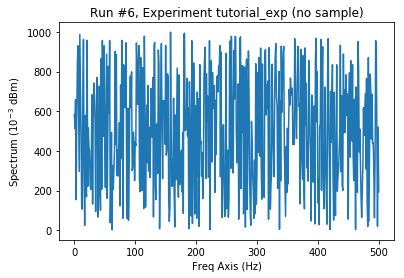 Run #6, Experiment tutorial_exp (no sample)
Spectrum (10⁻³ dBm)
1000
800
600
400
200
0
0 100 200 300 400 500
Freq Axis (Hz)